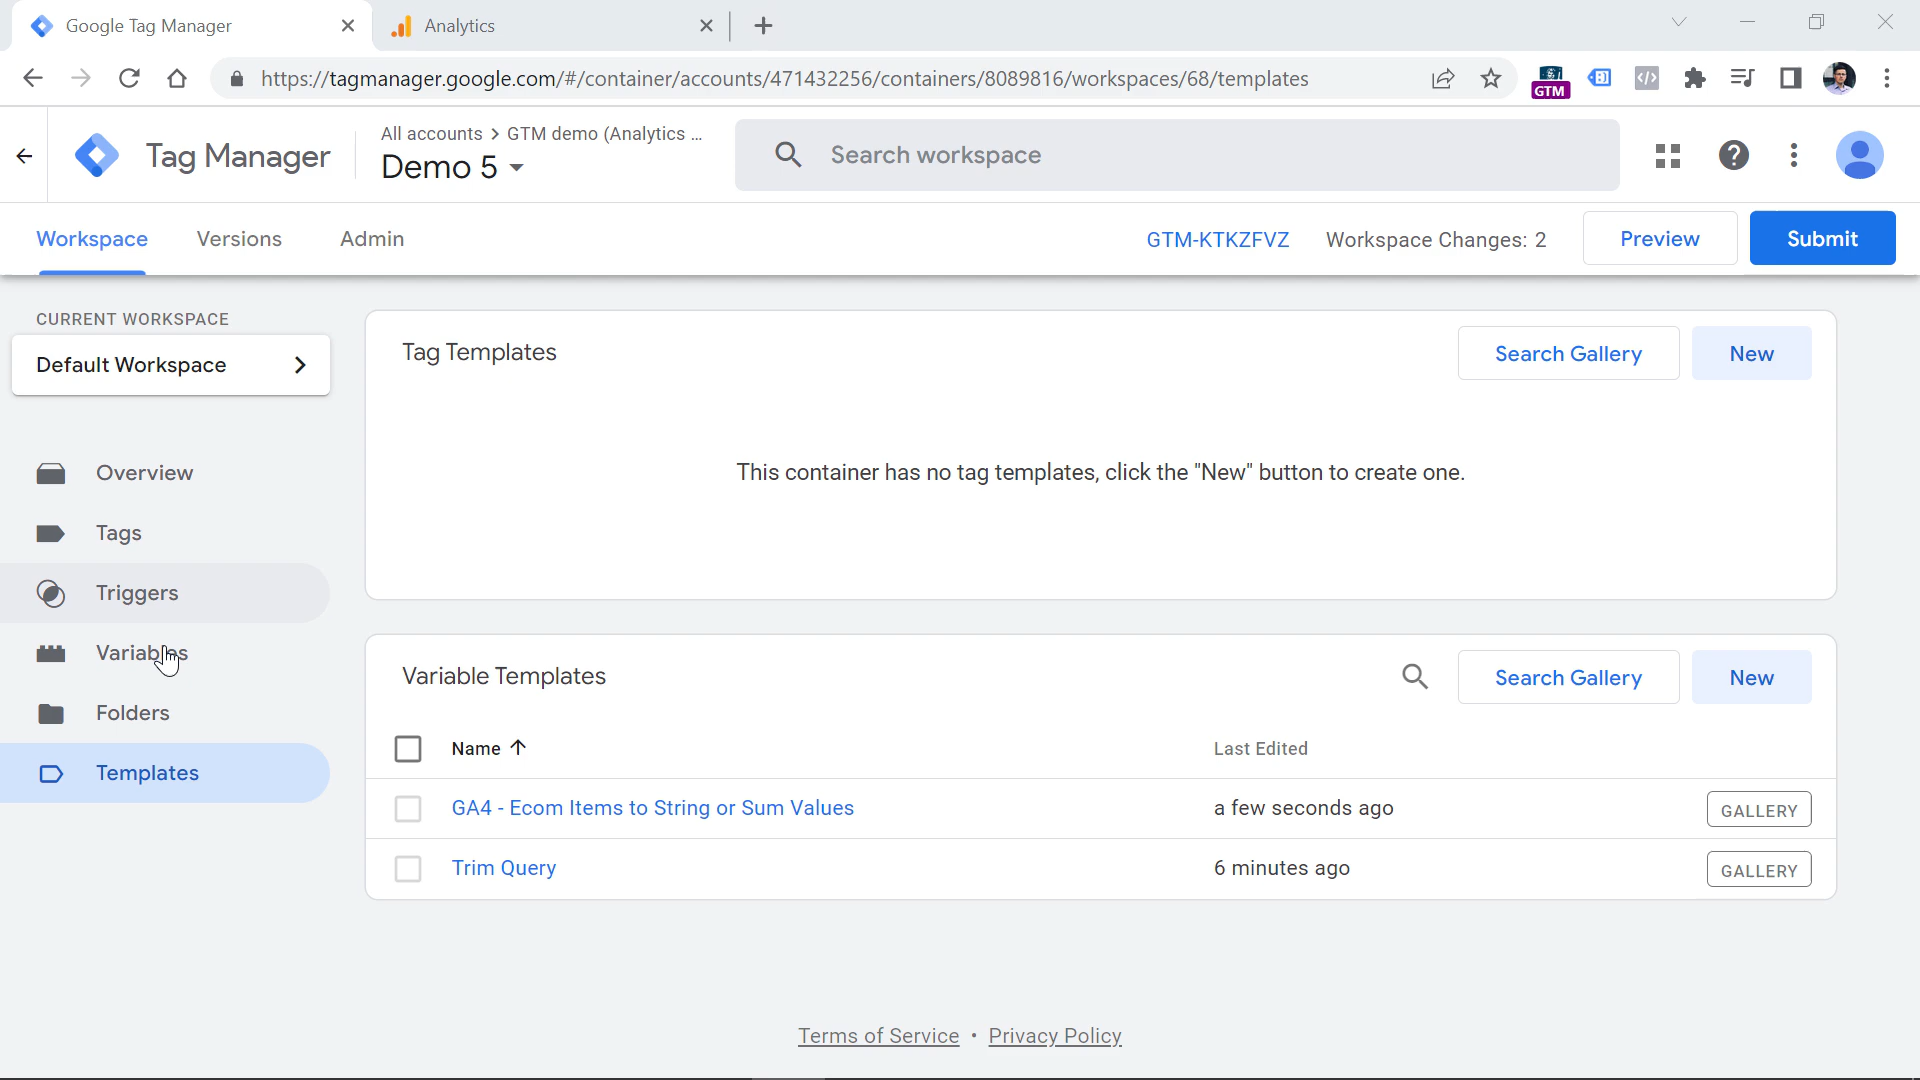 Google Tag Manager
Analytics
https://tagmanager.google.com/#/container/accounts/471432256/containers/8089816/workspaces/68/templates
GTM
Tag Manager
All accounts > GTM demo (Analytics ...
Demo 5
Search workspace
Workspace
Versions
Admin
GTM-KTKZFVZ
Workspace Changes: 2
Preview
Submit
CURRENT WORKSPACE
Default Workspace
Overview
Tags
Triggers
Variables
Folders
Templates
Tag Templates
Search Gallery
New
This container has no tag templates, click the "New" button to create one.
Variable Templates
Search Gallery
New
Name
Last Edited
GA4 - Ecom Items to String or Sum Values
a few seconds ago
GALLERY
Trim Query
6 minutes ago
GALLERY
Terms of Service • Privacy Policy